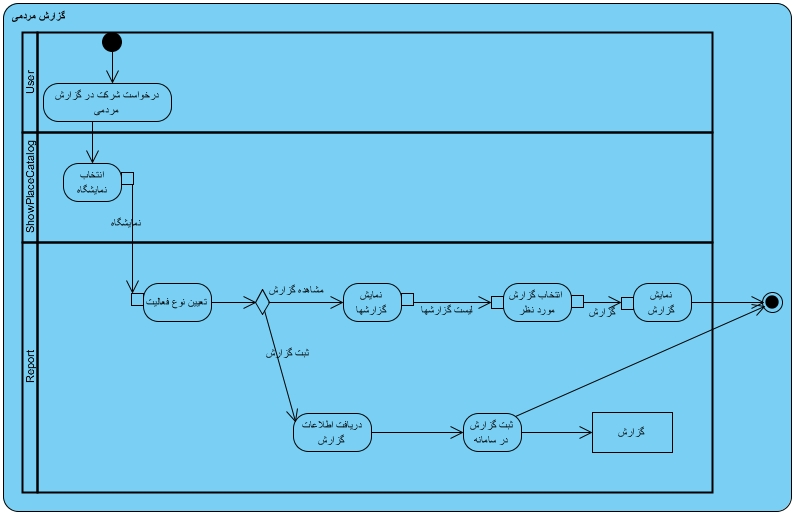 گزارش مردمی
User
درخواست شرکت در گزارش
مردمی
ShowPlaceCatalog
انتخاب
نمایشگاه
نمایشگاه
Report
تعیین نوع فعالیت
مشاهده گزارش
نمایش
گزارشها
لیست گزارشها
انتخاب گزارش
مورد نظر
گزارش
نمایش
گزارش
ثبت گزارش
دریافت اطلاعات
گزارش
ثبت گزارش
در سامانه
گزارش